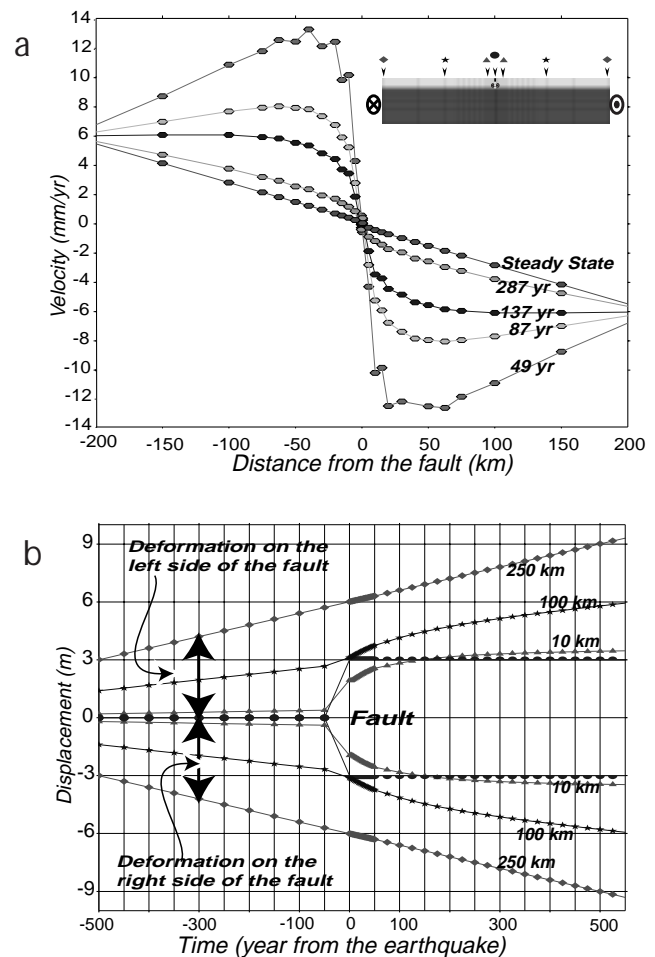 a
14
12
10
8
6
4
2
0
-2
-4
-6
-8
-10
-12
-14
Velocity (mm/yr)
Steady State
287 yr
137 yr
87 yr
49 yr
-200 -150 -100 -50 0 50 100 150 200
Distance from the fault (km)
b
9
6
3
0
-3
-6
-9
Displacement (m)
Deformation on the
left side of the fault
250 km
100 km
10 km
Fault
10 km
100 km
250 km
Deformation on the
right side of the fault
-500 -300 -100 0 100 300 500
Time (year from the earthquake)